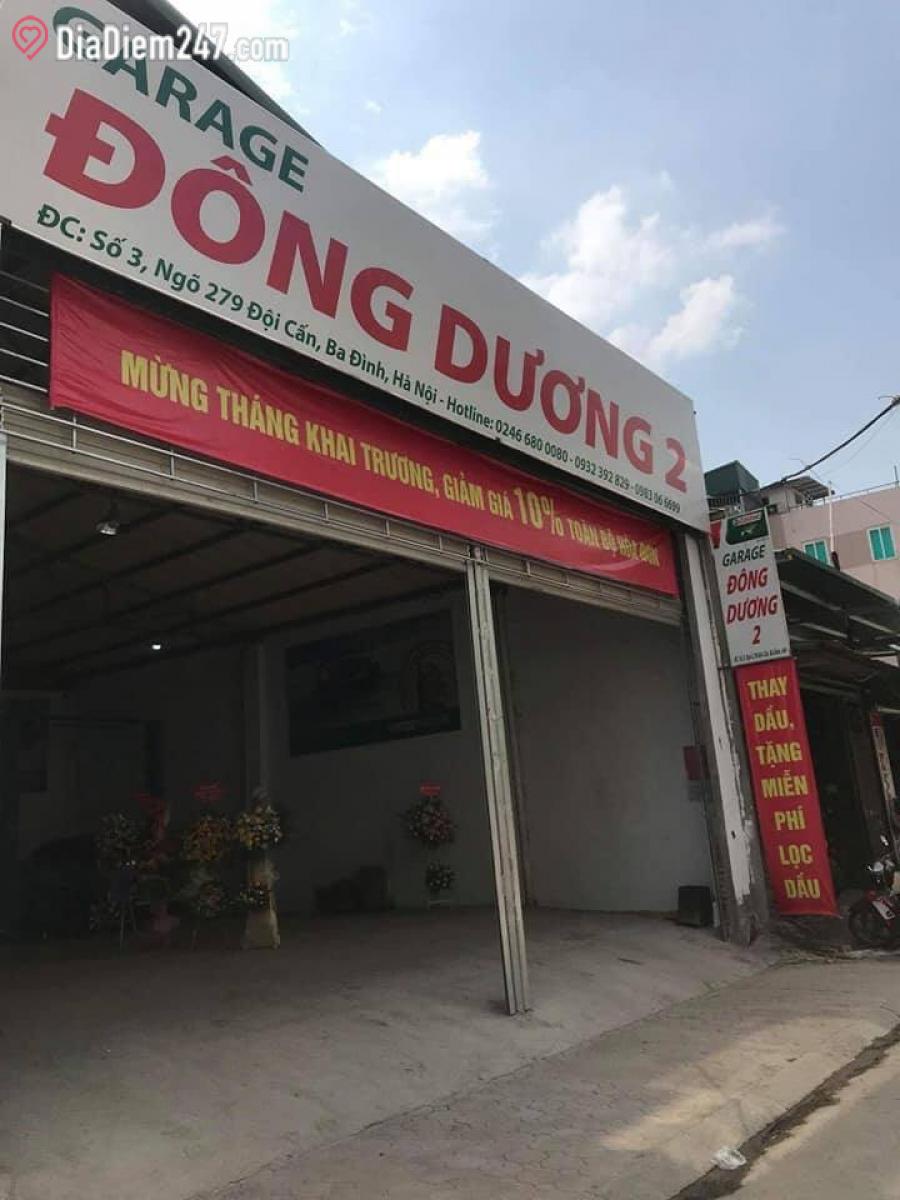 DiaDiem247.com
GARAGE
ĐÔNG DƯƠNG 2
ĐC: Số 3, Ngõ 279 Đội Cấn, Ba Đình, Hà Nội - Hotline: 0246 680 0080 - 0932 392 829 - 0983 06 6699
MỪNG THÁNG KHAI TRƯƠNG, GIẢM GIÁ 10% TOÀN BỘ HÓA ĐƠN
GARAGE
ĐÔNG
DƯƠNG
2
THAY
DẦU,
TẶNG
MIỄN
PHÍ
LỌC
DẦU